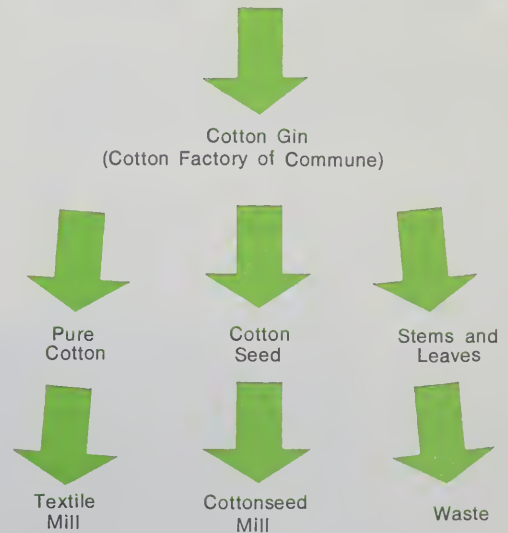 Cotton Gin
(Cotton Factory of Commune)
Pure
Cotton
Cotton
Seed
Stems and
Leaves
Textile
Mill
Cottonseed
Mill
Waste